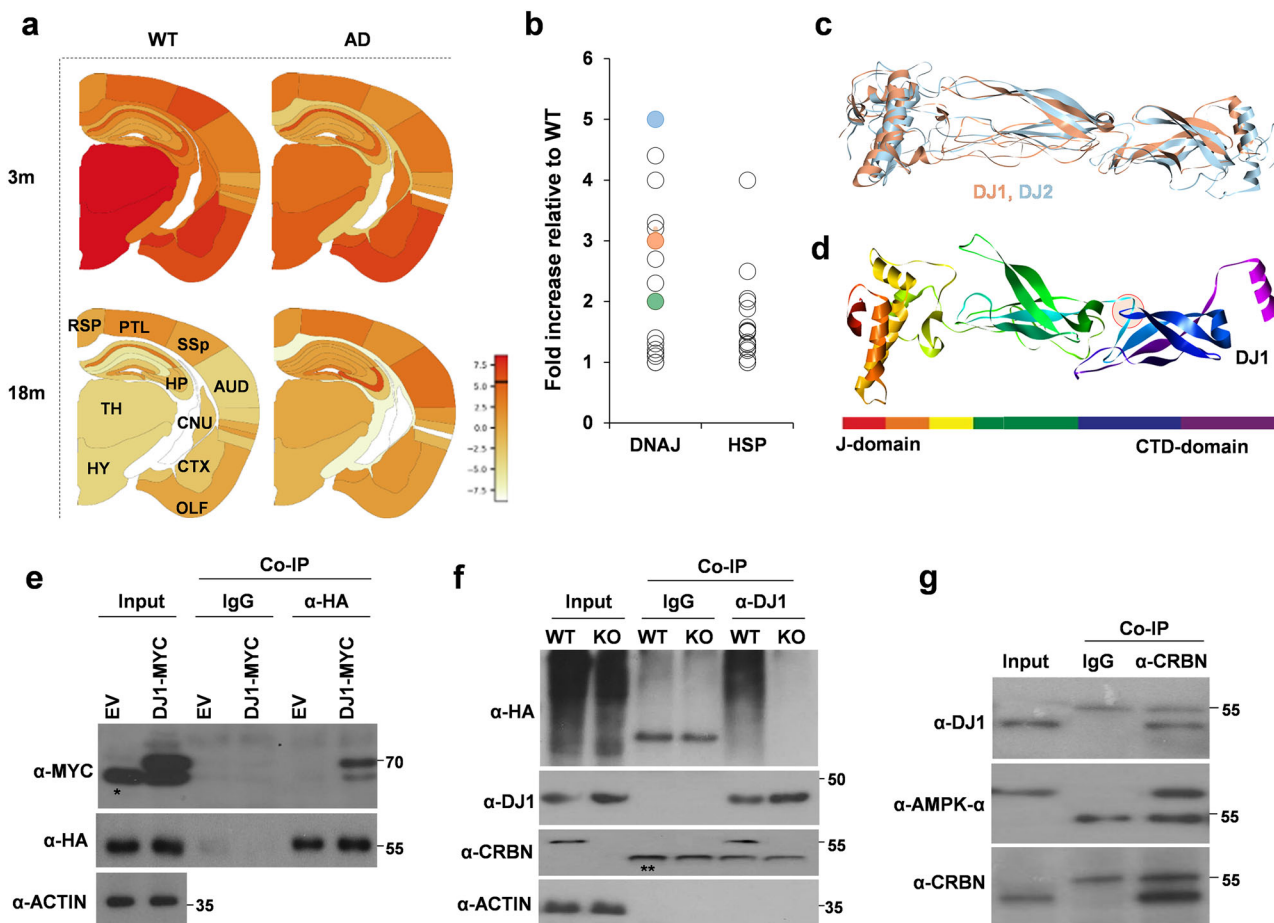 a
WT AD
3m
18m
RSP PTL SSp
HP AUD
TH CNU
HY CTX
OLF
7.5
5.0
2.5
0.0
−2.5
−5.0
−7.5
b
Fold increase relative to WT
6
5
4
3
2
1
0
DNAJ HSP
c
DJ1, DJ2
d
DJ1
J-domain CTD-domain
e
Co-IP
Input IgG α-HA
EV DJ1-MYC EV DJ1-MYC EV DJ1-MYC
α-MYC 70
*
α-HA 55
α-ACTIN 35
f
Co-IP
Input IgG α-DJ1
WT KO WT KO WT KO
α-HA
α-DJ1 50
α-CRBN 55
**
α-ACTIN 35
g
Co-IP
Input IgG α-CRBN
α-DJ1 55
α-AMPK-α 55
α-CRBN 55